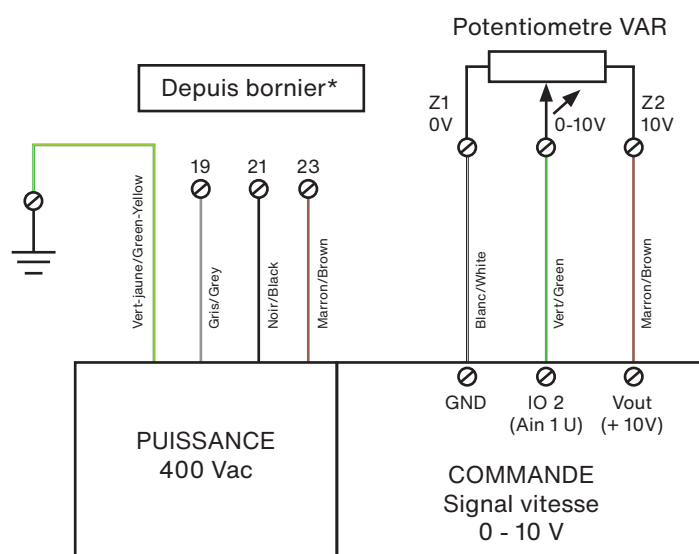 Potentiometre VAR
Depuis bornier*
Z1
0V
0-10V
Z2
10V
19
21
23
Vert-jaune/Green-Yellow
Gris/Grey
Noir/Black
Marron/Brown
Blanc/White
Vert/Green
Marron/Brown
GND
IO 2
(Ain 1 U)
Vout
(+ 10V)
PUISSANCE
400 Vac
COMMANDE
Signal vitesse
0 - 10 V